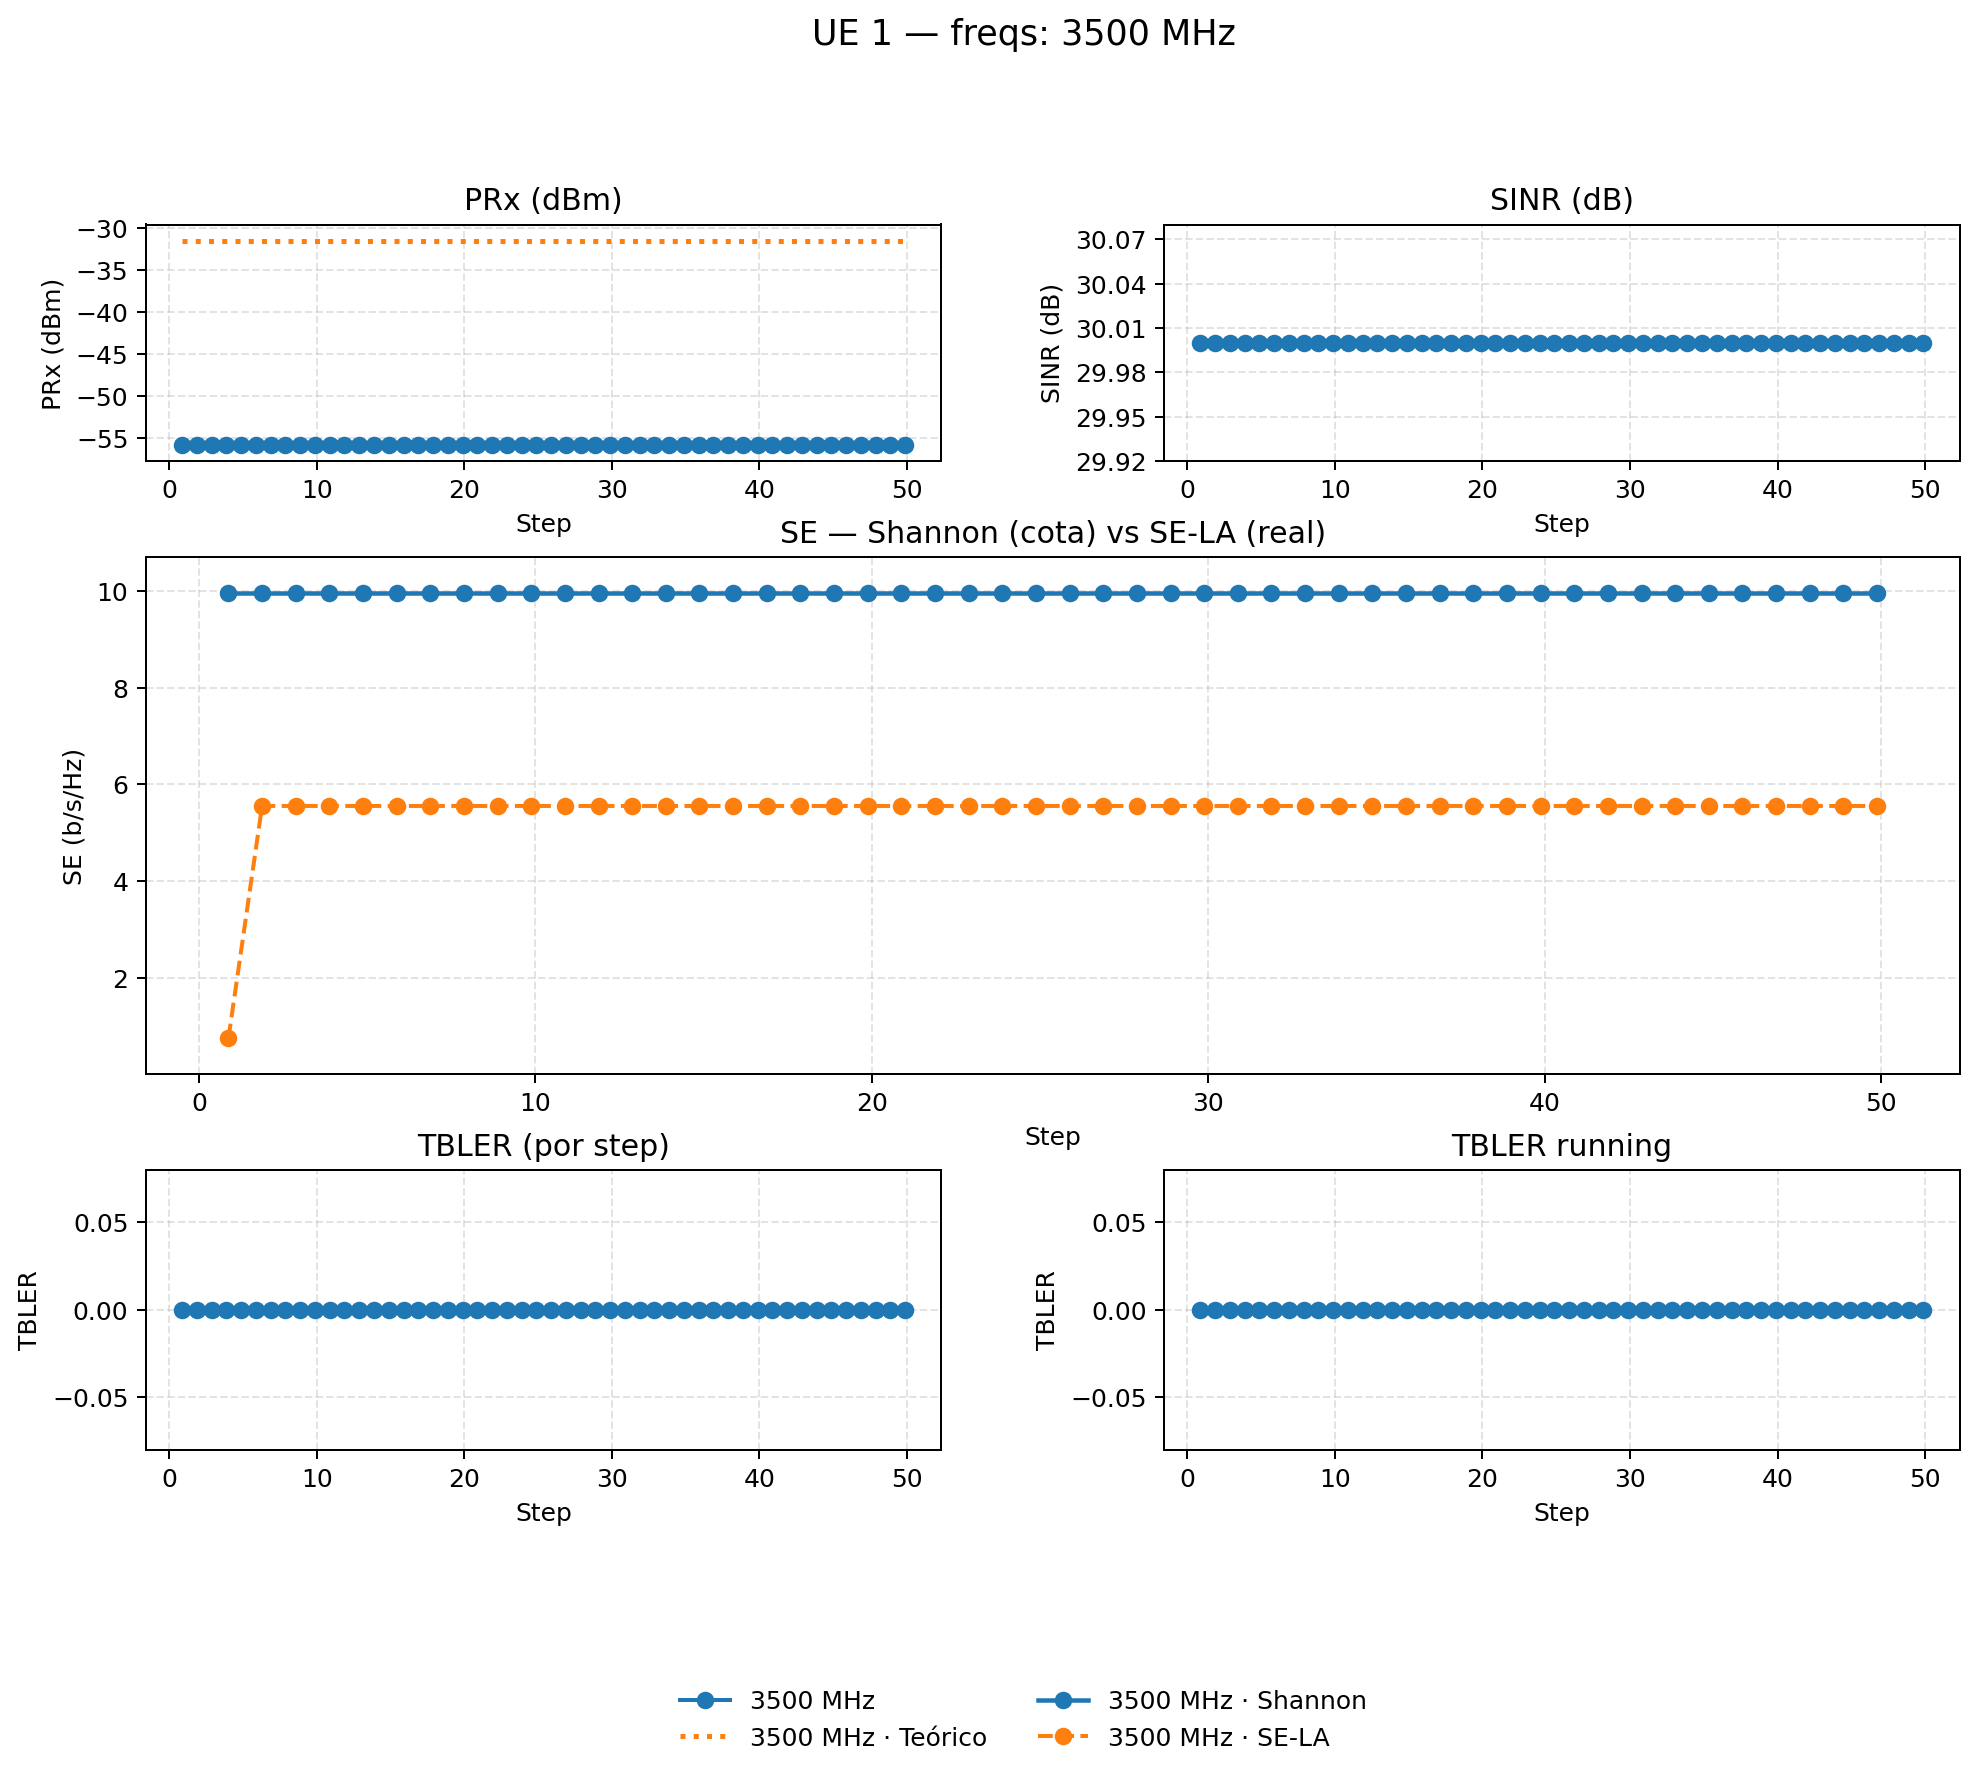 UE 1 — freqs: 3500 MHz
PRx (dBm)
PRx (dBm)
−30
−35
−40
−45
−50
−55
0 10 20 30 40 50
Step
SINR (dB)
SINR (dB)
30.07
30.04
30.01
29.98
29.95
29.92
0 10 20 30 40 50
Step
SE — Shannon (cota) vs SE-LA (real)
SE (b/s/Hz)
10
8
6
4
2
0 10 20 30 40 50
Step
TBLER (por step)
TBLER
0.05
0.00
−0.05
0 10 20 30 40 50
Step
TBLER running
TBLER
0.05
0.00
−0.05
0 10 20 30 40 50
Step
3500 MHz
3500 MHz · Teórico
3500 MHz · Shannon
3500 MHz · SE-LA